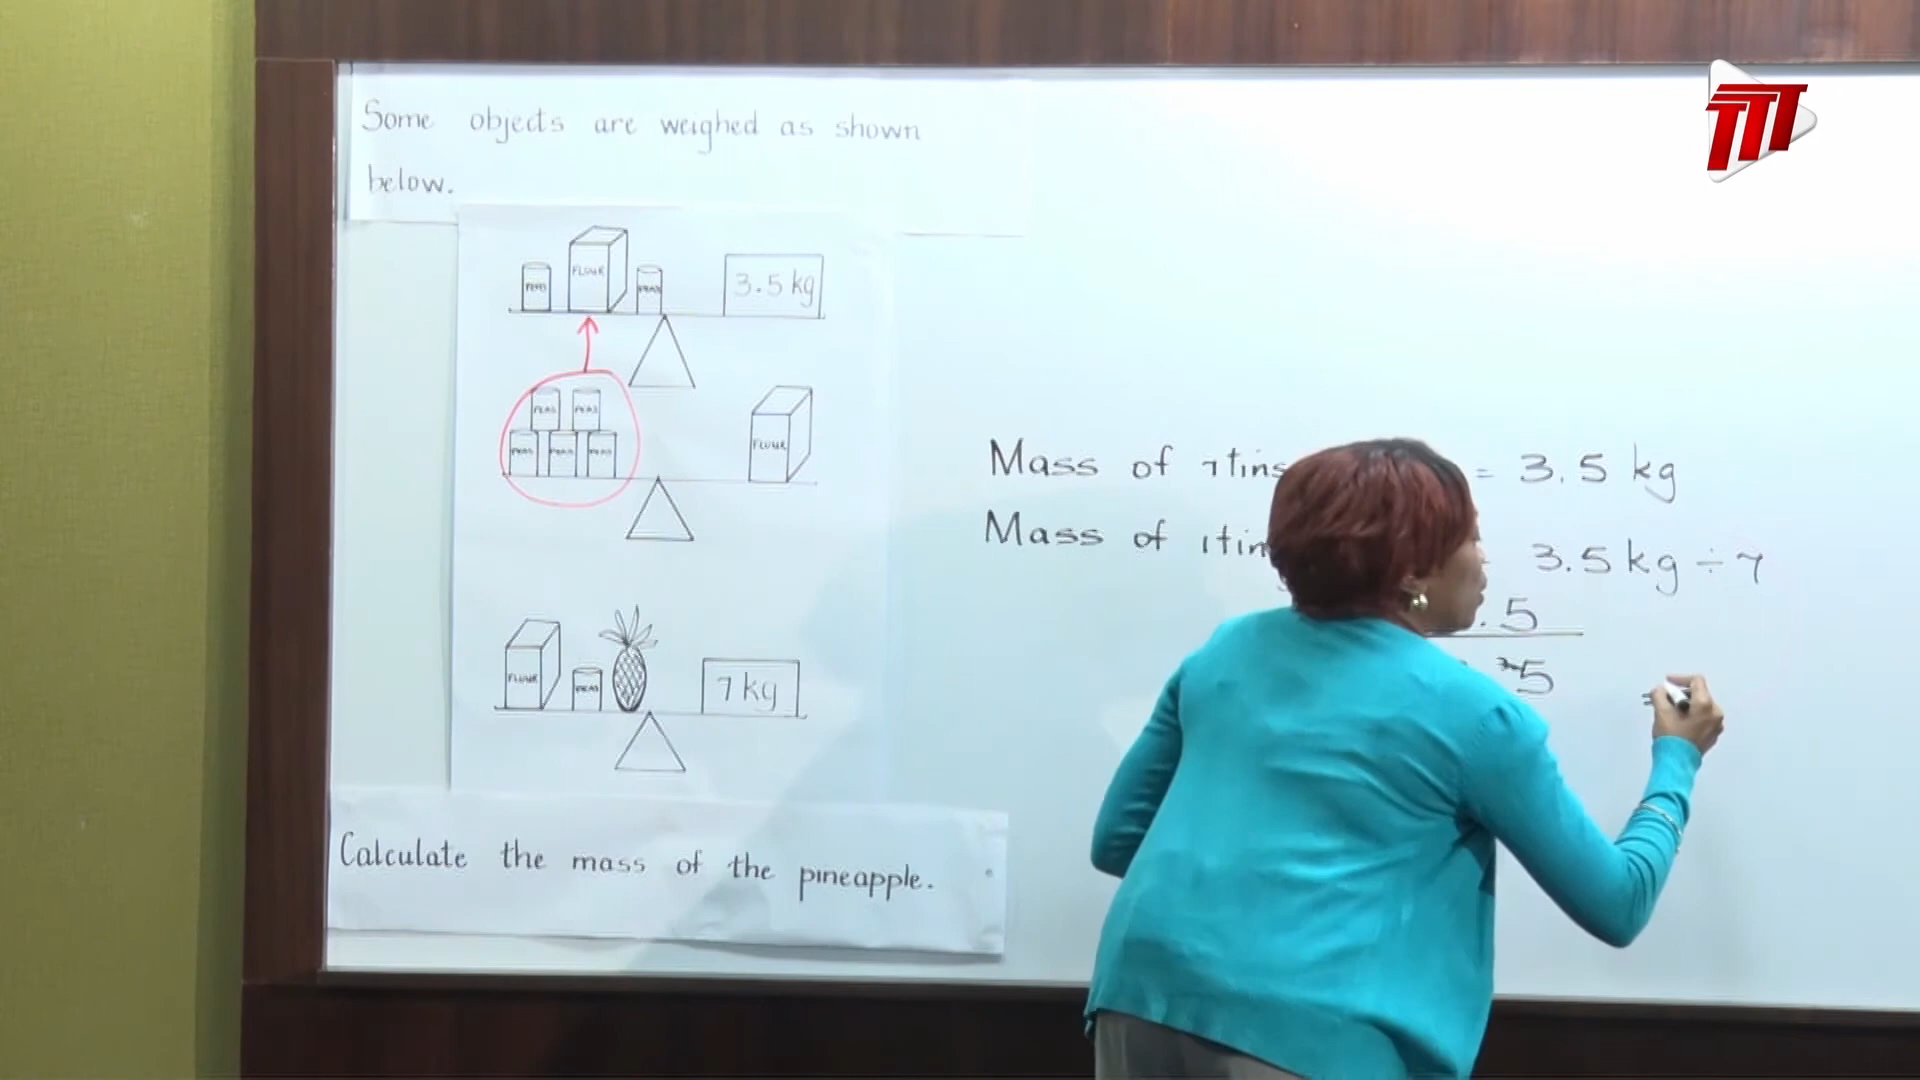 Some objects are weighed as shown
below.
PEAS FLOUR PEAS 3.5 kg
PEAS PEAS
PEAS PEAS PEAS FLOUR
FLOUR PEAS 7 kg
Calculate the mass of the pineapple.
Mass of 7 tins = 3.5 kg
Mass of 1 tin 3.5 kg ÷ 7
.5
5
TTT